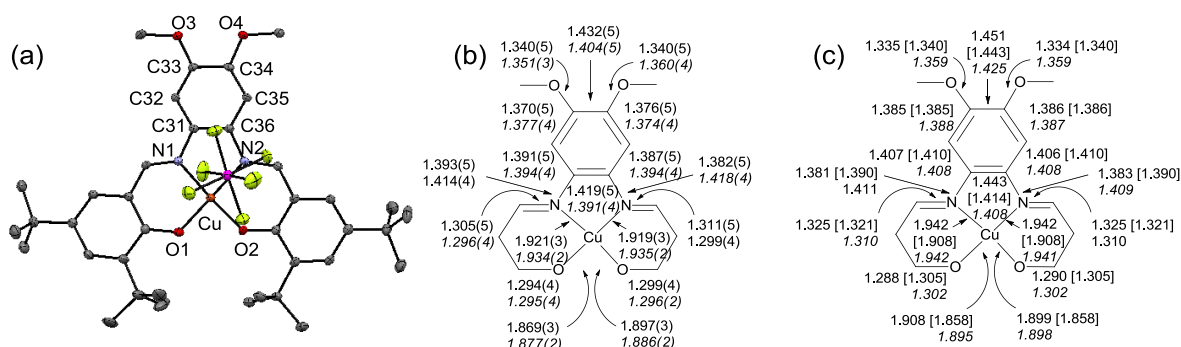 (a)
O3 O4
C33 C34
C32 C35
C31 C36
N1 N2
Cu
O1 O2
(b)
1.432(5)
1.404(5)
1.340(5) 1.340(5)
1.351(3) 1.360(4)
O O
1.370(5) 1.376(5)
1.377(4) 1.374(4)
1.391(5) 1.387(5)
1.394(4) 1.394(4)
1.393(5) 1.382(5)
1.414(4) 1.418(4)
1.419(5)
1.391(4)
N N
1.305(5) 1.311(5)
1.296(4) 1.299(4)
Cu
1.921(3) 1.919(3)
1.934(2) 1.935(2)
O O
1.294(4) 1.299(4)
1.295(4) 1.296(2)
1.869(3) 1.897(3)
1.877(2) 1.886(2)
(c)
1.451
[1.443]
1.425
1.335 [1.340] 1.334 [1.340]
1.359 1.359
O O
1.385 [1.385] 1.386 [1.386]
1.388 1.387
1.407 [1.410] 1.406 [1.410]
1.408 1.408
1.381 [1.390] 1.383 [1.390]
1.411 1.409
1.443
[1.414]
1.408
N N
1.325 [1.321] 1.325 [1.321]
1.310 1.310
1.942 1.942
[1.908] [1.908]
1.942 1.941
Cu
O O
1.288 [1.305] 1.290 [1.305]
1.302 1.302
1.908 [1.858] 1.899 [1.858]
1.895 1.898